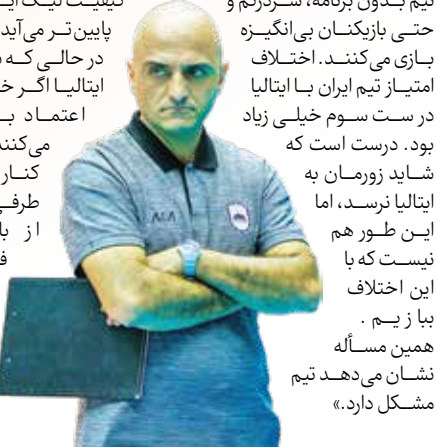 تیم بدون برنامه، سردرگم و
حتی بازیکنان بی‌انگیزه
بازی می‌کنند. اختلاف
امتیاز تیم ایران با ایتالیا
در ست سوم خیلی زیاد
بود. درست است که
شاید زورمان به
ایتالیا نرسد، اما
این طور هم
نیست که با
این اختلاف
ببازیم.
همین مسأله
نشان می‌دهد تیم
مشکل دارد.»
پایین‌تر می‌آید
در حالی که
ایتالیا اگر
اعتماد
می‌کنند
کنار
از